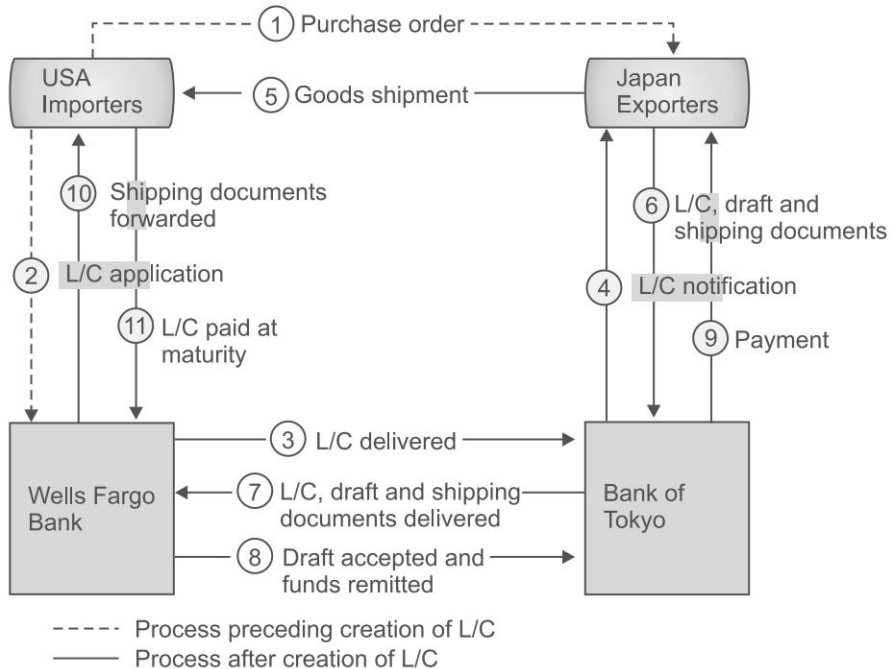 1 Purchase order
USA
Importers
5 Goods shipment
Japan
Exporters
10 Shipping documents
forwarded
6 L/C, draft and
shipping documents
2 L/C application
4 L/C notification
11 L/C paid at
maturity
9 Payment
3 L/C delivered
Wells Fargo
Bank
7 L/C, draft and shipping
documents delivered
Bank of
Tokyo
8 Draft accepted and
funds remitted
Process preceding creation of L/C
Process after creation of L/C